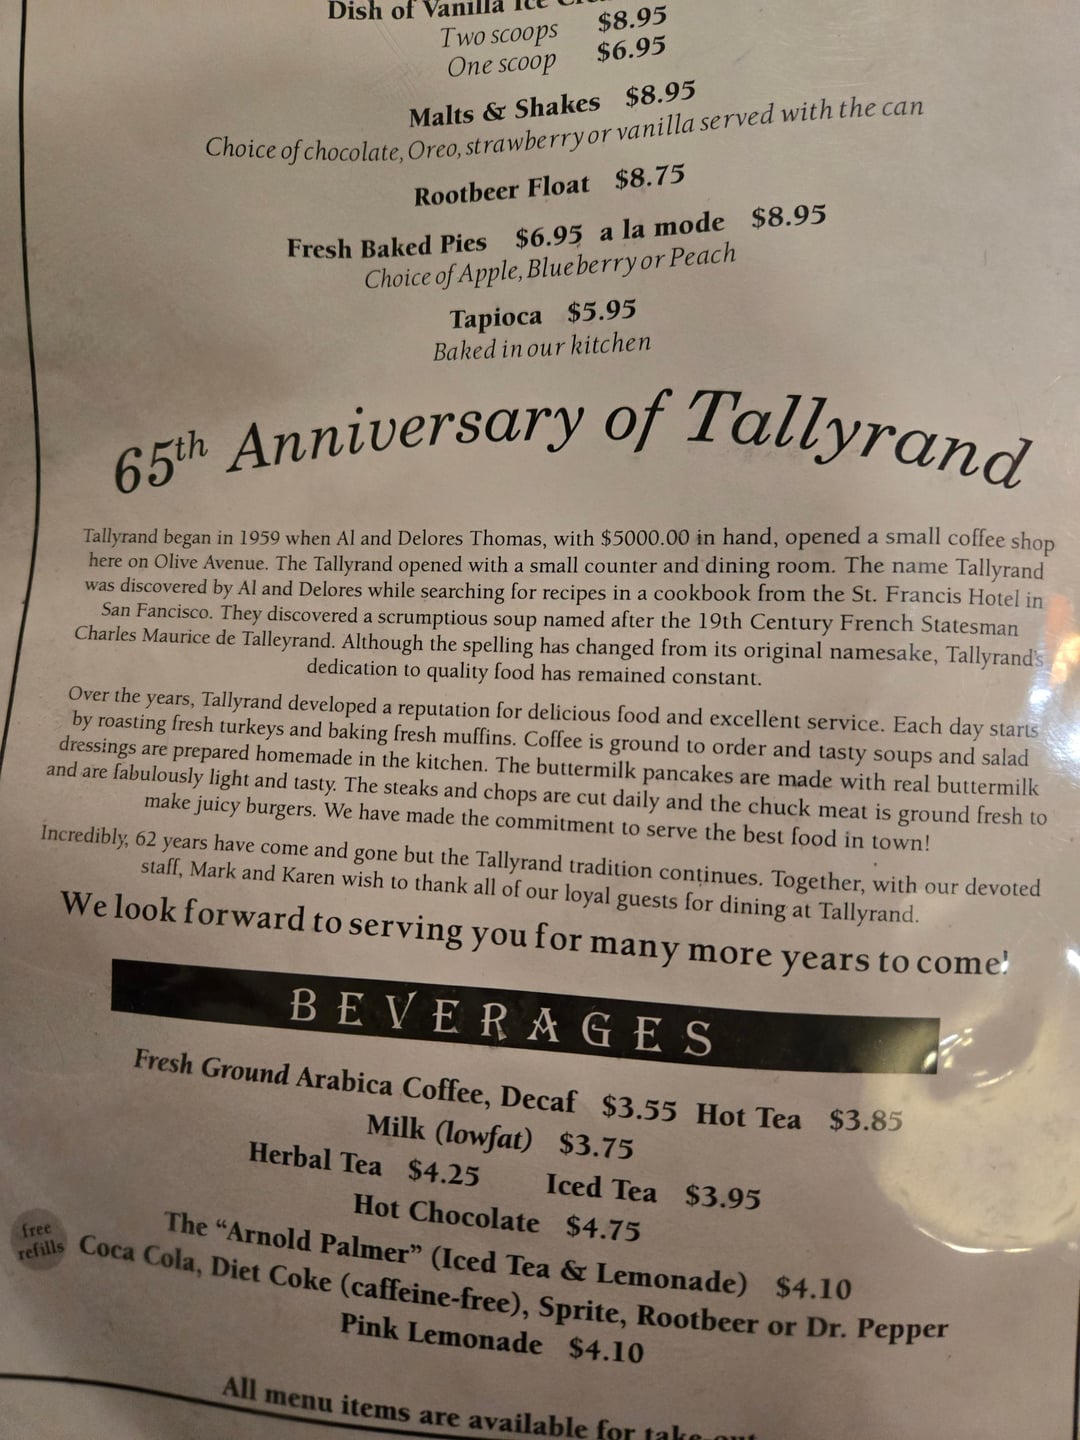 Dish of Vanilla Ice
Two scoops $8.95
One scoop $6.95
Malts & Shakes $8.95
Choice of chocolate, Oreo, strawberry or vanilla served with the can
Rootbeer Float $8.75
Fresh Baked Pies $6.95 a la mode $8.95
Choice of Apple, Blueberry or Peach
Tapioca $5.95
Baked in our kitchen
65th Anniversary of Tallyrand
Tallyrand began in 1959 when Al and Delores Thomas, with $5000.00 in hand, opened a small coffee shop
here on Olive Avenue. The Tallyrand opened with a small counter and dining room. The name Tallyrand
was discovered by Al and Delores while searching for recipes in a cookbook from the St. Francis Hotel in
San Fancisco. They discovered a scrumptious soup named after the 19th Century French Statesman
Charles Maurice de Talleyrand. Although the spelling has changed from its original namesake, Tallyrand's
dedication to quality food has remained constant.
Over the years, Tallyrand developed a reputation for delicious food and excellent service. Each day starts
by roasting fresh turkeys and baking fresh muffins. Coffee is ground to order and tasty soups and salad
dressings are prepared homemade in the kitchen. The buttermilk pancakes are made with real buttermilk
and are fabulously light and tasty. The steaks and chops are cut daily and the chuck meat is ground fresh to
make juicy burgers. We have made the commitment to serve the best food in town!
Incredibly, 62 years have come and gone but the Tallyrand tradition continues. Together, with our devoted
staff, Mark and Karen wish to thank all of our loyal guests for dining at Tallyrand.
We look forward to serving you for many more years to come!
BEVERAGES
Fresh Ground Arabica Coffee, Decaf $3.55 Hot Tea $3.85
Milk (lowfat) $3.75
Herbal Tea $4.25 Iced Tea $3.95
Hot Chocolate $4.75
The "Arnold Palmer" (Iced Tea & Lemonade) $4.10
free
refills
Coca Cola, Diet Coke (caffeine-free), Sprite, Rootbeer or Dr. Pepper
Pink Lemonade $4.10
All menu items are available for take-out